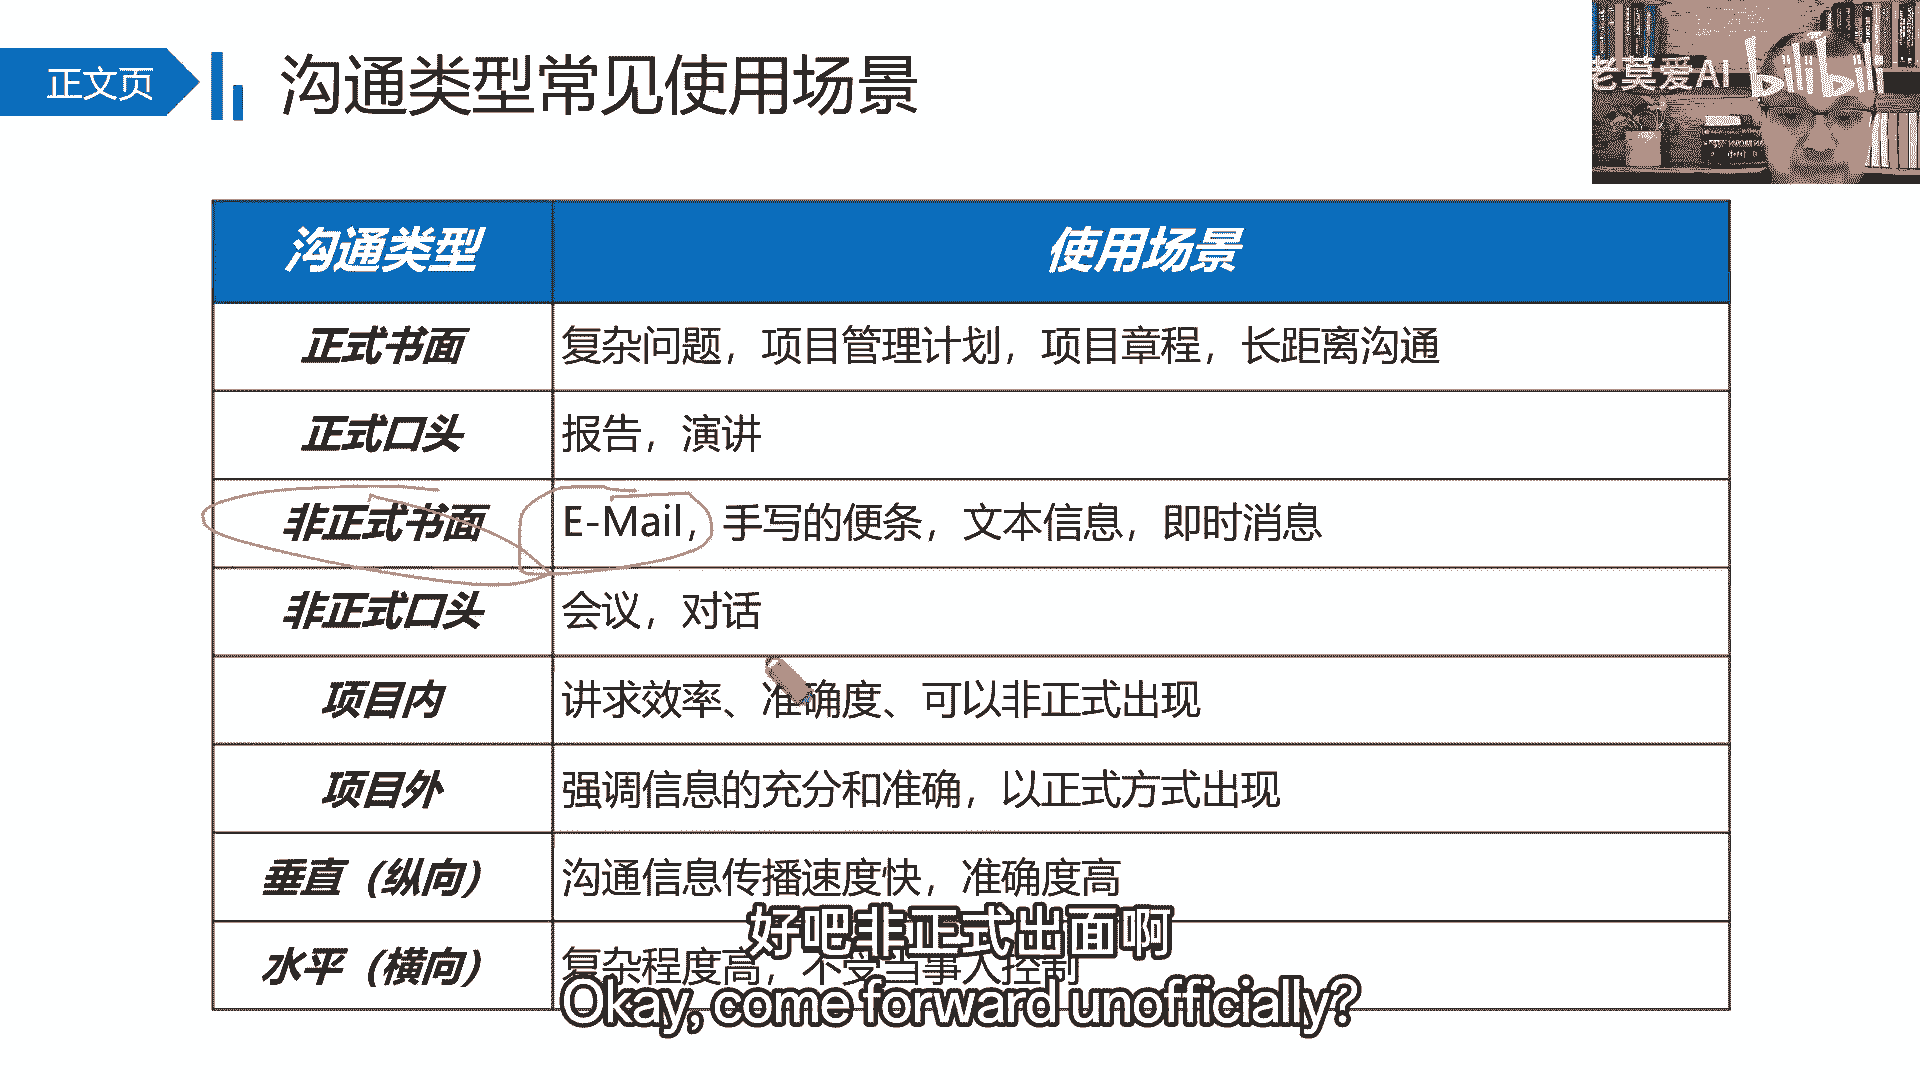 正文页
沟通类型常见使用场景
老莫爱AI bilibili
沟通类型 使用场景
正式书面 复杂问题，项目管理计划，项目章程，长距离沟通
正式口头 报告，演讲
非正式书面 E-Mail，手写的便条，文本信息，即时消息
非正式口头 会议，对话
项目内 讲求效率、准确度、可以非正式出现
项目外 强调信息的充分和准确，以正式方式出现
垂直（纵向） 沟通信息传播速度快，准确度高
水平（横向） 复杂程度高，不受当事人控制
好吧非正式出面啊
Okay, come forward unofficially?